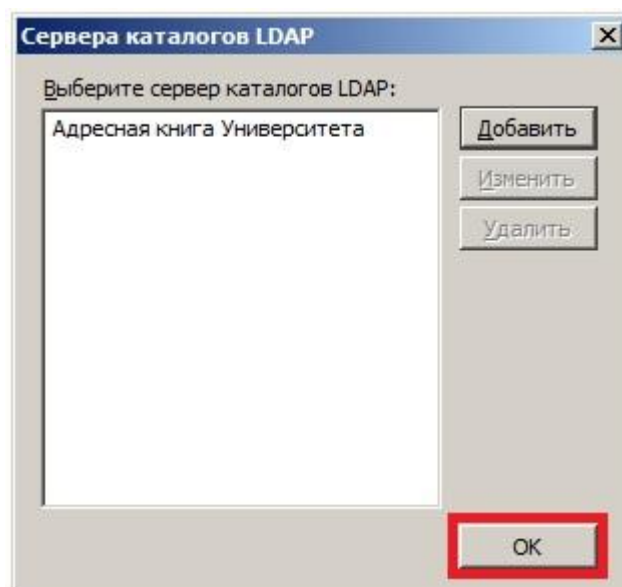 Сервера каталогов LDAP
Выберите сервер каталогов LDAP:
Адресная книга Университета
Добавить
Изменить
Удалить
OK